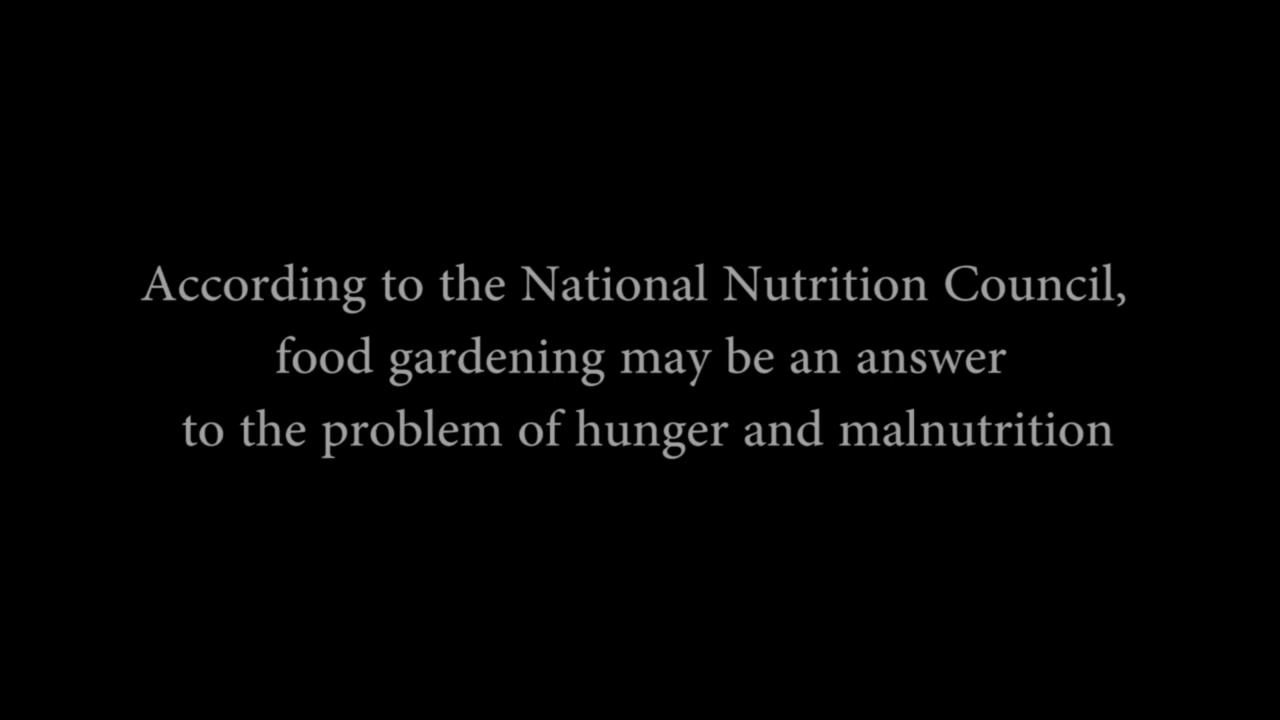 According to the National Nutrition Council,
food gardening may be an answer
to the problem of hunger and malnutrition